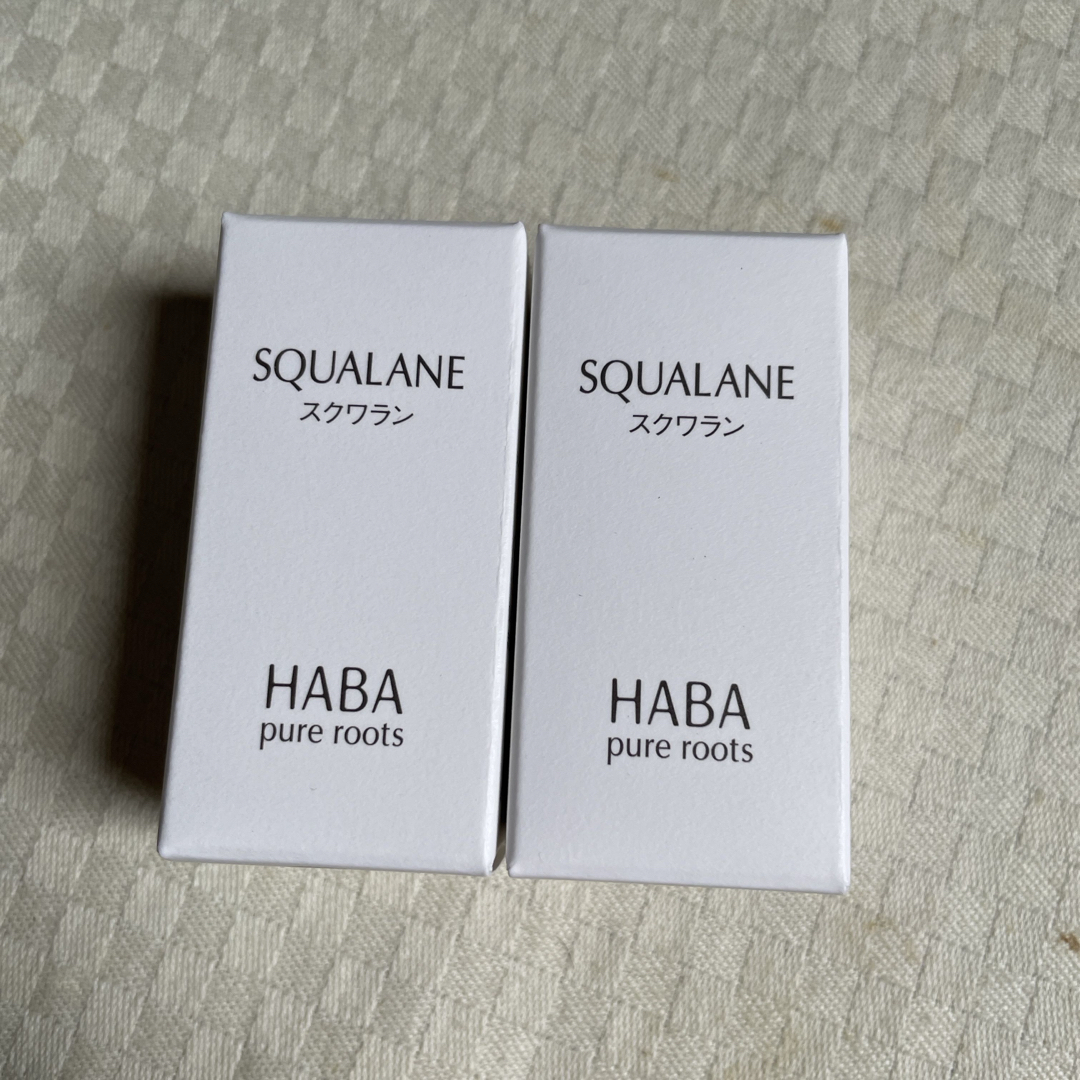 SQUALANE
スクワラン
HABA
pure roots
SQUALANE
スクワラン
HABA
pure roots